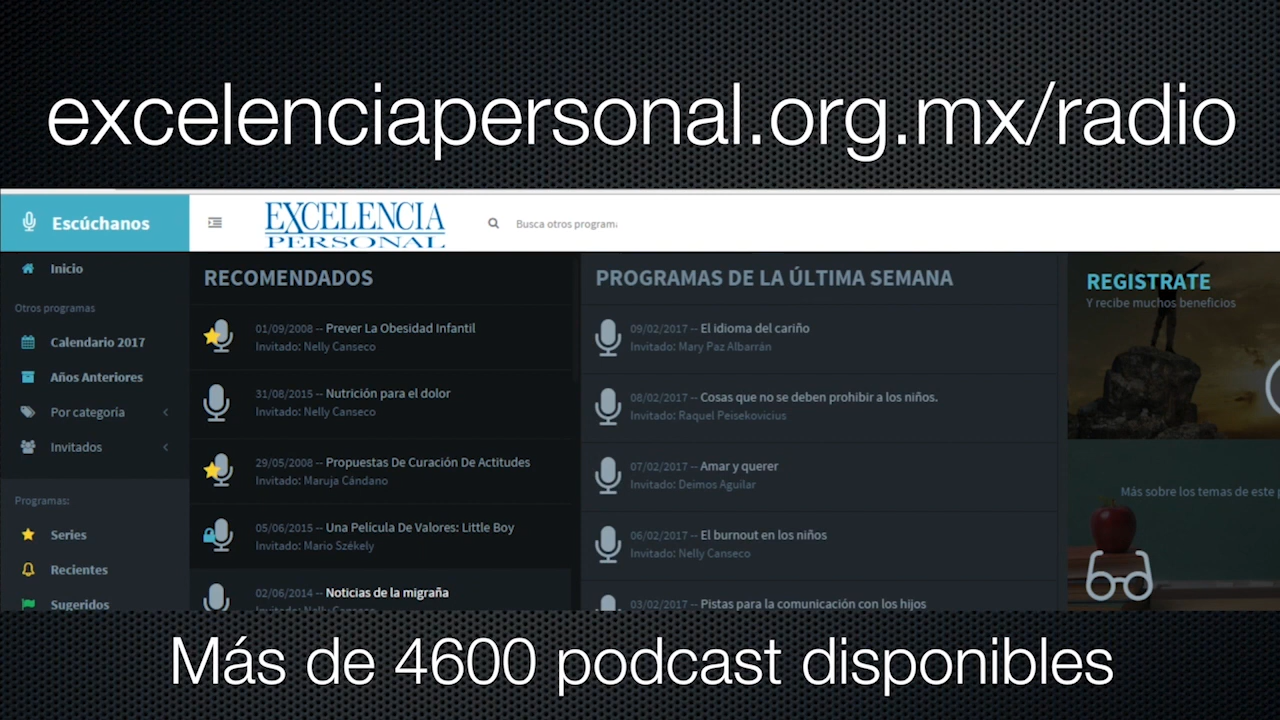 excelenciapersonal.org.mx/radio
Escúchanos
EXCELENCIA
PERSONAL
Busca otros programa
Inicio
Otros programas
Calendario 2017
Años Anteriores
Por categoría
Invitados
Programas:
Series
Recientes
Sugeridos
RECOMENDADOS
01/09/2008 -- Prever La Obesidad Infantil
Invitado: Nelly Canseco
31/08/2015 -- Nutrición para el dolor
Invitado: Nelly Canseco
29/05/2008 -- Propuestas De Curación De Actitudes
Invitado: Maruja Cándano
05/06/2015 -- Una Película De Valores: Little Boy
Invitado: Mario Székely
02/06/2014 -- Noticias de la migraña
Invitado: Nelly Canseco
PROGRAMAS DE LA ÚLTIMA SEMANA
09/02/2017 -- El idioma del cariño
Invitado: Mary Paz Albarrán
08/02/2017 -- Cosas que no se deben prohibir a los niños.
Invitado: Raquel Peisekovicius
07/02/2017 -- Amar y querer
Invitado: Deimos Aguilar
06/02/2017 -- El burnout en los niños
Invitado: Nelly Canseco
03/02/2017 -- Pistas para la comunicación con los hijos
REGISTRATE
Y recibe muchos beneficios
Más sobre los temas de este
Más de 4600 podcast disponibles